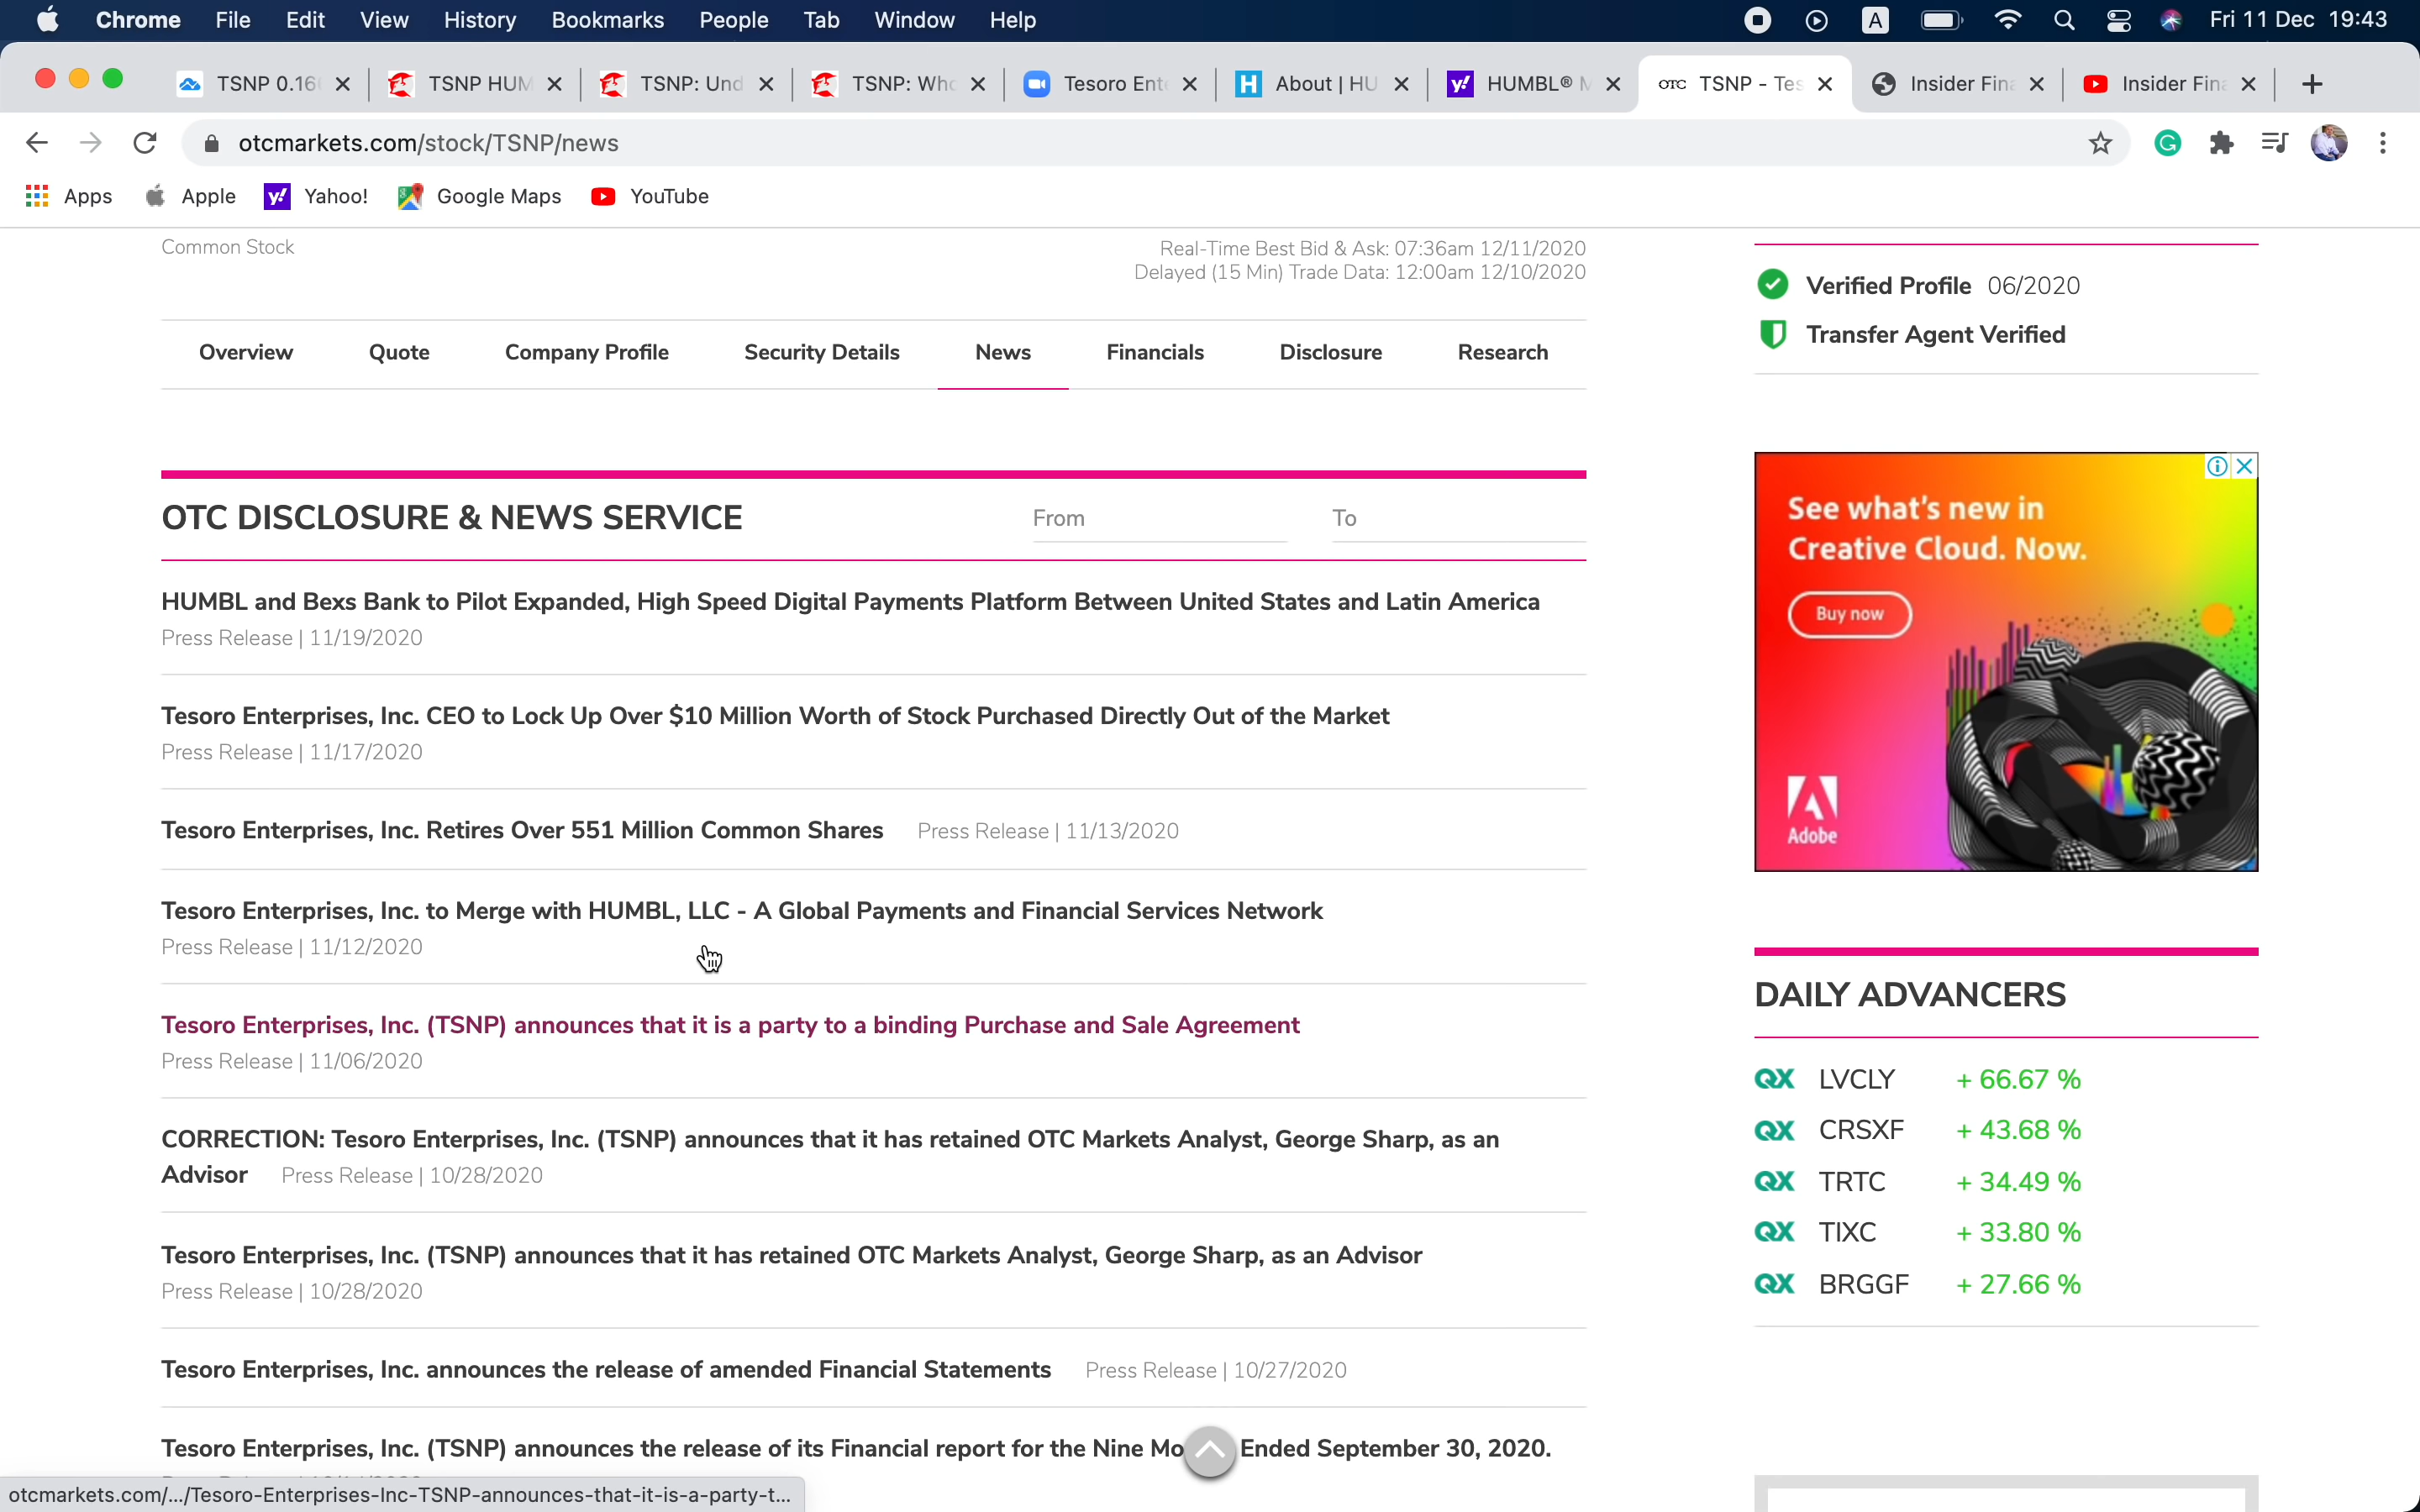 Chrome File Edit View History Bookmarks People Tab Window Help A Fri 11 Dec 19:43
TSNP 0.16 TSNP HUM TSNP: Und TSNP: Who Tesoro Ent About | HU HUMBL® M OTC TSNP - Tes Insider Fin Insider Fin
otcmarkets.com/stock/TSNP/news
Apps Apple Yahoo! Google Maps YouTube
Common Stock
Real-Time Best Bid & Ask: 07:36am 12/11/2020
Delayed (15 Min) Trade Data: 12:00am 12/10/2020
Overview Quote Company Profile Security Details News Financials Disclosure Research
OTC DISCLOSURE & NEWS SERVICE From To
HUMBL and Bexs Bank to Pilot Expanded, High Speed Digital Payments Platform Between United States and Latin America
Press Release | 11/19/2020
Tesoro Enterprises, Inc. CEO to Lock Up Over $10 Million Worth of Stock Purchased Directly Out of the Market
Press Release | 11/17/2020
Tesoro Enterprises, Inc. Retires Over 551 Million Common Shares Press Release | 11/13/2020
Tesoro Enterprises, Inc. to Merge with HUMBL, LLC - A Global Payments and Financial Services Network
Press Release | 11/12/2020
Tesoro Enterprises, Inc. (TSNP) announces that it is a party to a binding Purchase and Sale Agreement
Press Release | 11/06/2020
CORRECTION: Tesoro Enterprises, Inc. (TSNP) announces that it has retained OTC Markets Analyst, George Sharp, as an
Advisor Press Release | 10/28/2020
Tesoro Enterprises, Inc. (TSNP) announces that it has retained OTC Markets Analyst, George Sharp, as an Advisor
Press Release | 10/28/2020
Tesoro Enterprises, Inc. announces the release of amended Financial Statements Press Release | 10/27/2020
Tesoro Enterprises, Inc. (TSNP) announces the release of its Financial report for the Nine Mo Ended September 30, 2020.
otcmarkets.com/.../Tesoro-Enterprises-Inc-TSNP-announces-that-it-is-a-party-t...
Verified Profile 06/2020
Transfer Agent Verified
See what's new in
Creative Cloud. Now.
Buy now
Adobe
DAILY ADVANCERS
QX LVCLY + 66.67 %
QX CRSXF + 43.68 %
QX TRTC + 34.49 %
QX TIXC + 33.80 %
QX BRGGF + 27.66 %